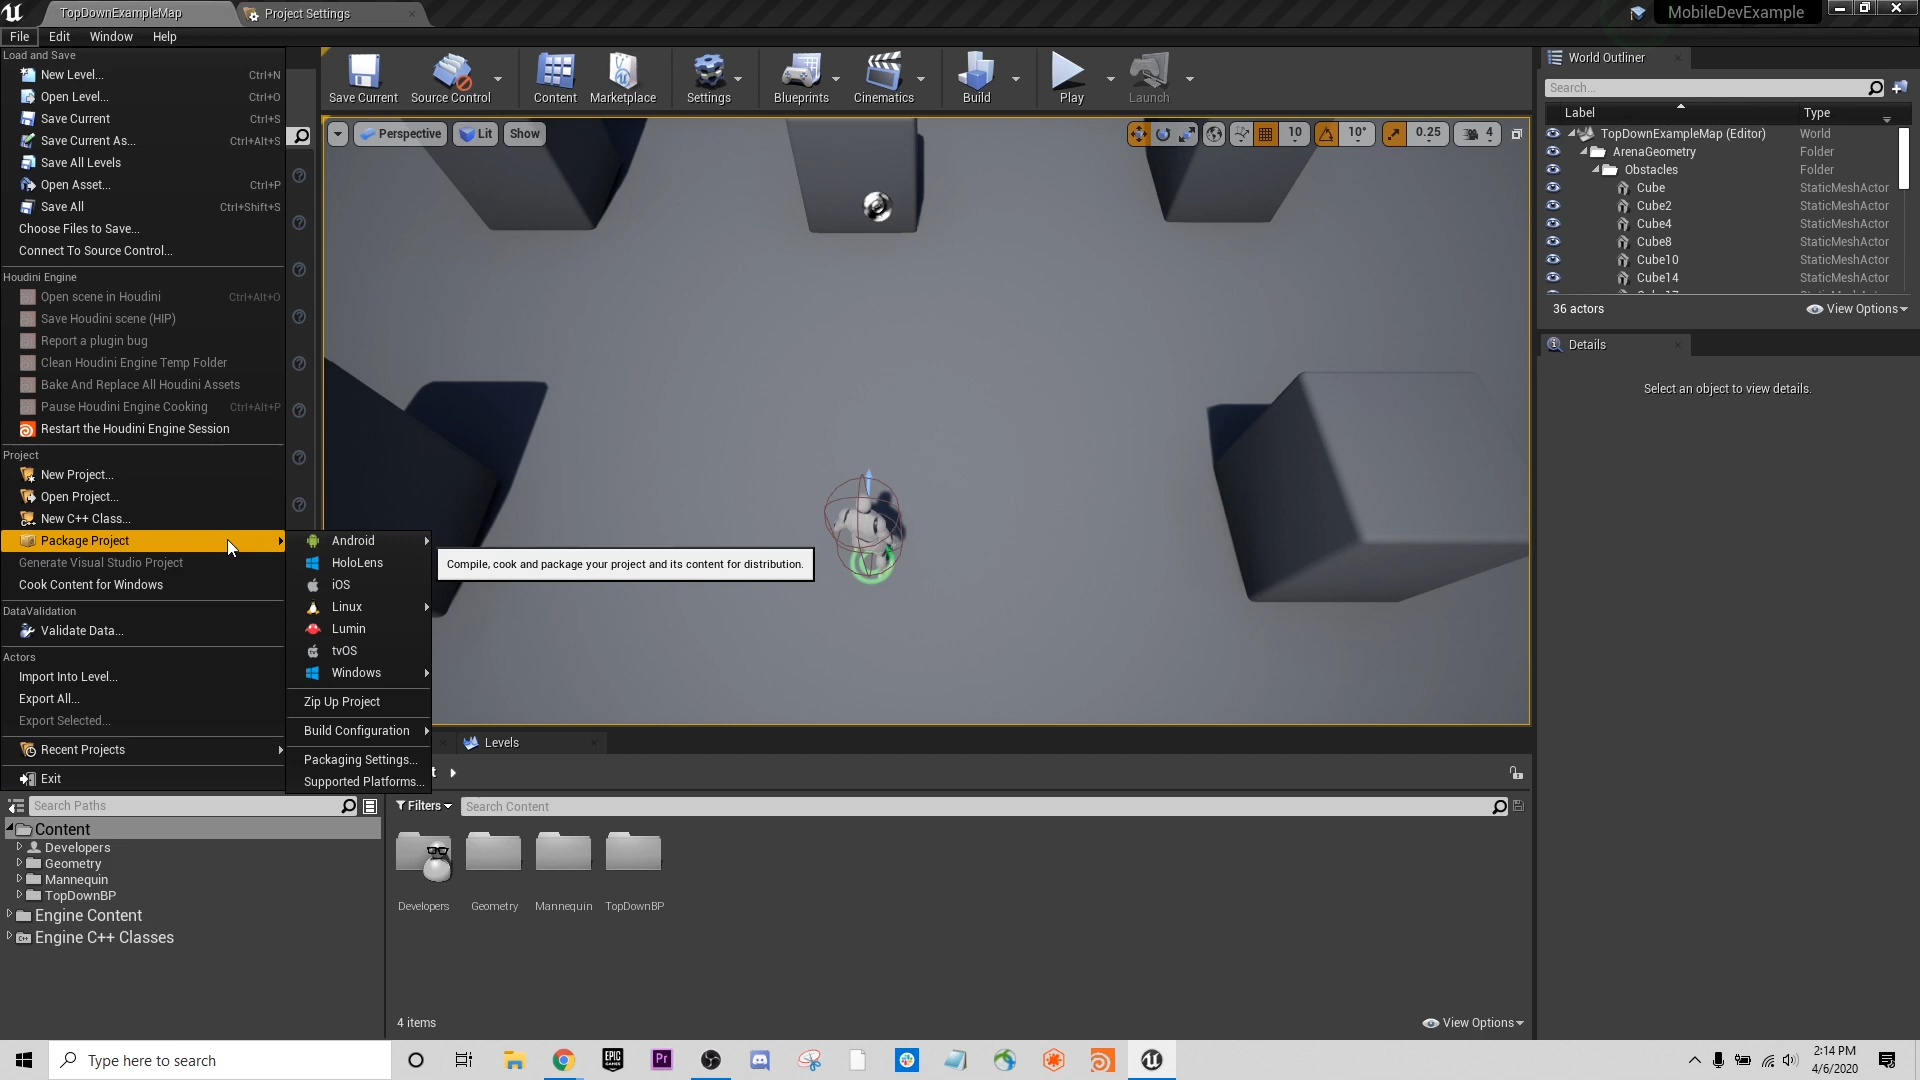 TopDownExampleMap
Project Settings
MobileDevExample
File Edit Window Help
Load and Save
New Level... Ctrl+N
Open Level... Ctrl+O
Save Current Ctrl+S
Save Current As... Ctrl+Alt+S
Save All Levels
Open Asset... Ctrl+P
Save All Ctrl+Shift+S
Choose Files to Save...
Connect To Source Control...
Houdini Engine
Open scene in Houdini Ctrl+Alt+O
Save Houdini scene (HIP)
Report a plugin bug
Clean Houdini Engine Temp Folder
Bake And Replace All Houdini Assets
Pause Houdini Engine Cooking Ctrl+Alt+P
Restart the Houdini Engine Session
Project
New Project...
Open Project...
New C++ Class...
Package Project
Generate Visual Studio Project
Cook Content for Windows
DataValidation
Validate Data...
Actors
Import Into Level...
Export All...
Export Selected...
Recent Projects
Exit
Android
HoloLens
iOS
Linux
Lumin
tvOS
Windows
Zip Up Project
Build Configuration
Packaging Settings...
Supported Platforms...
Compile, cook and package your project and its content for distribution.
Save Current Source Control Content Marketplace Settings Blueprints Cinematics Build Play Launch
Perspective Lit Show
10 10° 0.25 4
World Outliner
Search...
Label Type
TopDownExampleMap (Editor) World
ArenaGeometry Folder
Obstacles Folder
Cube StaticMeshActor
Cube2 StaticMeshActor
Cube4 StaticMeshActor
Cube8 StaticMeshActor
Cube10 StaticMeshActor
Cube14 StaticMeshActor
36 actors View Options
Details
Select an object to view details.
Levels
Search Paths
Filters Search Content
Content
Developers
Geometry
Mannequin
TopDownBP
Engine Content
Engine C++ Classes
Developers Geometry Mannequin TopDownBP
4 items View Options
Type here to search
EPIC GAMES
Pr
2:14 PM
4/6/2020